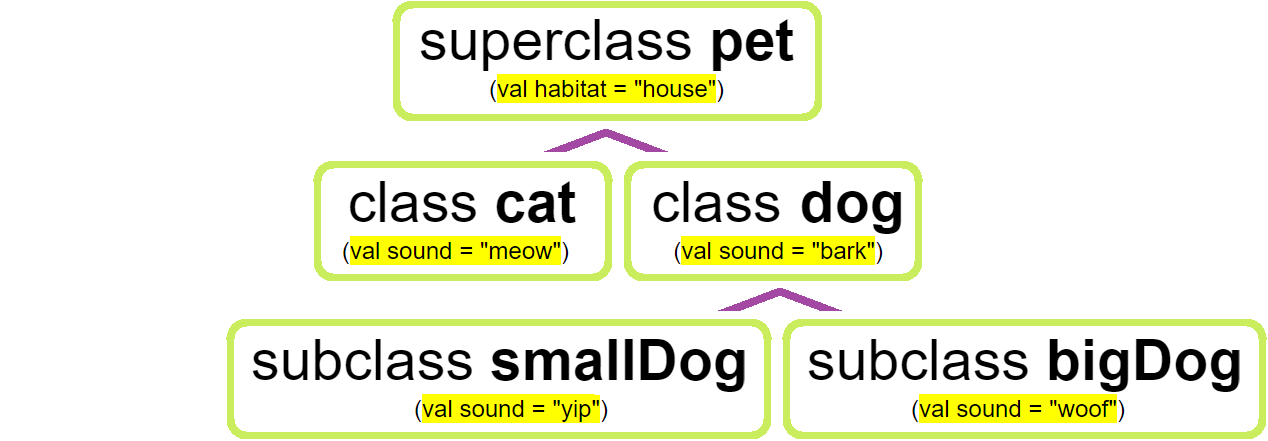 superclass pet
(val habitat = "house")
class cat
(val sound = "meow")
class dog
(val sound = "bark")
subclass smallDog
(val sound = "yip")
subclass bigDog
(val sound = "woof")